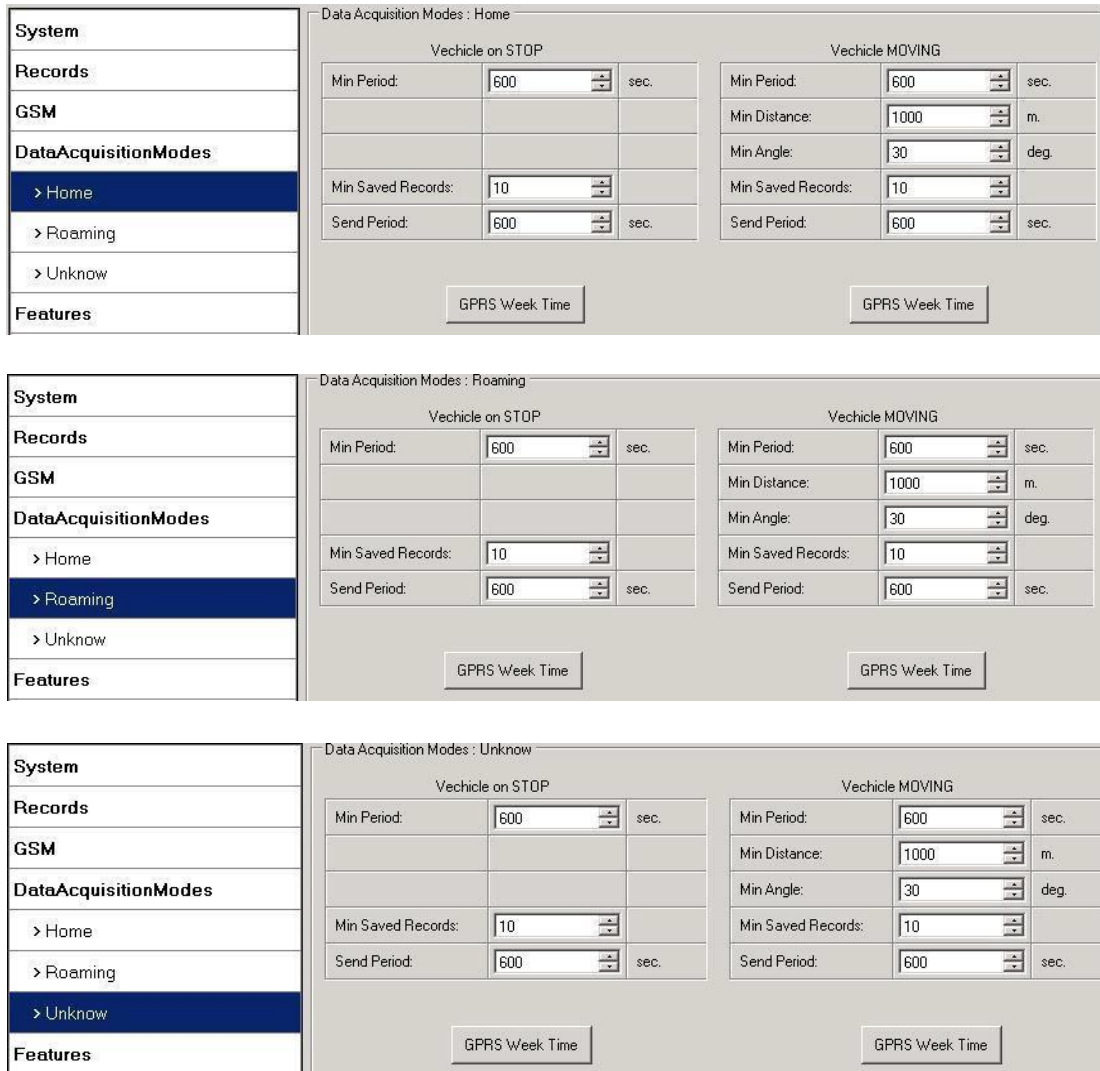 System
Records
GSM
DataAcquisitionModes
> Home
> Roaming
> Unknow
Features
Data Acquisition Modes : Home
Vechicle on STOP
Min Period: 600 sec.
Min Saved Records: 10
Send Period: 600 sec.
GPRS Week Time
Vechicle MOVING
Min Period: 600 sec.
Min Distance: 1000 m.
Min Angle: 30 deg.
Min Saved Records: 10
Send Period: 600 sec.
GPRS Week Time
System
Records
GSM
DataAcquisitionModes
> Home
> Roaming
> Unknow
Features
Data Acquisition Modes : Roaming
Vechicle on STOP
Min Period: 600 sec.
Min Saved Records: 10
Send Period: 600 sec.
GPRS Week Time
Vechicle MOVING
Min Period: 600 sec.
Min Distance: 1000 m.
Min Angle: 30 deg.
Min Saved Records: 10
Send Period: 600 sec.
GPRS Week Time
System
Records
GSM
DataAcquisitionModes
> Home
> Roaming
> Unknow
Features
Data Acquisition Modes : Unknow
Vechicle on STOP
Min Period: 600 sec.
Min Saved Records: 10
Send Period: 600 sec.
GPRS Week Time
Vechicle MOVING
Min Period: 600 sec.
Min Distance: 1000 m.
Min Angle: 30 deg.
Min Saved Records: 10
Send Period: 600 sec.
GPRS Week Time